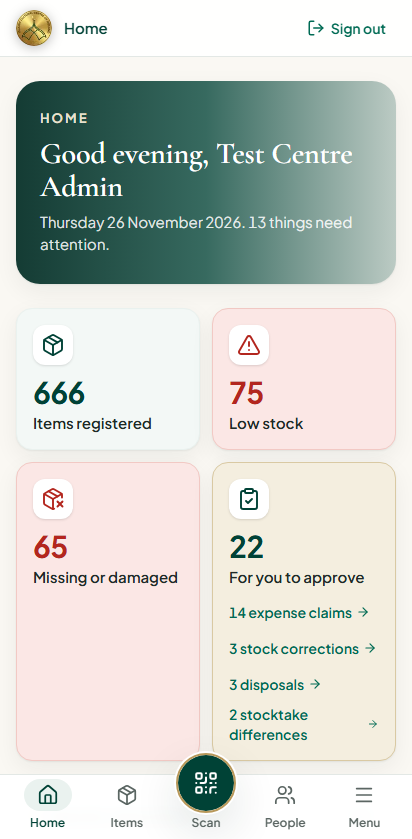 Home
Sign out
HOME
Good evening, Test Centre
Admin
Thursday 26 November 2026. 13 things need
attention.
666
Items registered
75
Low stock
65
Missing or damaged
22
For you to approve
14 expense claims →
3 stock corrections →
3 disposals →
2 stocktake
differences →
Home
Items
Scan
People
Menu